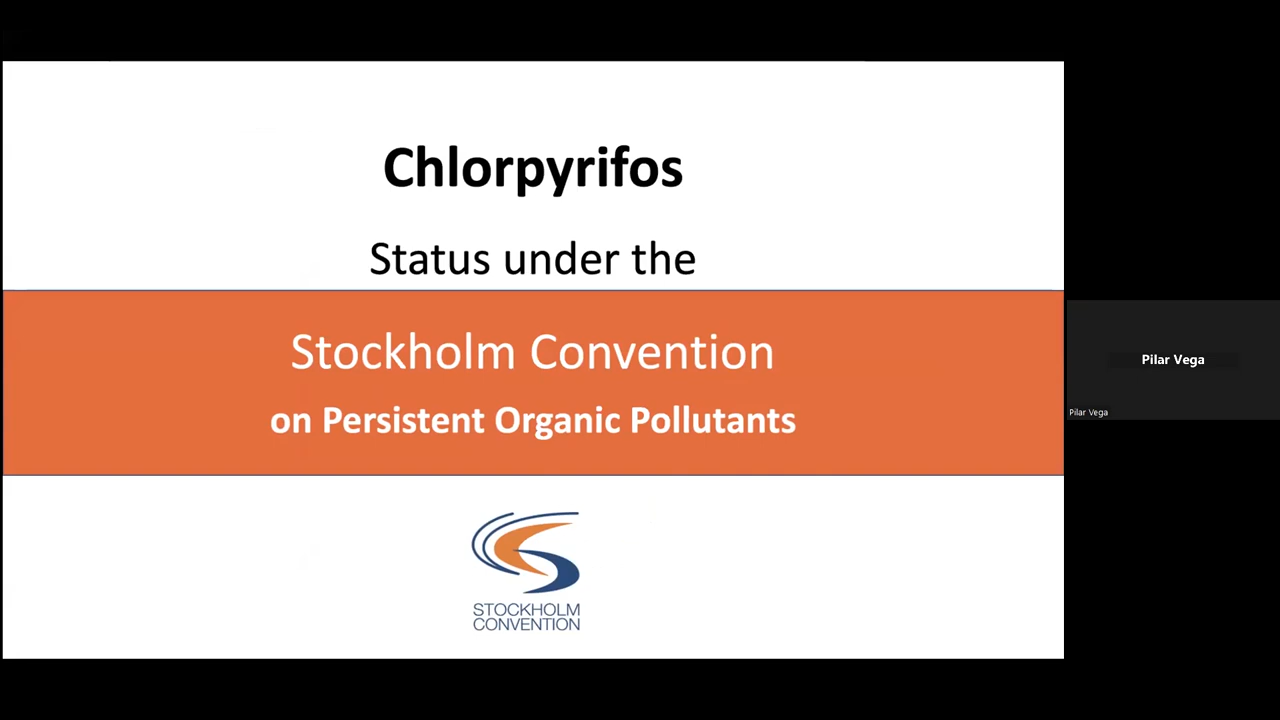 Chlorpyrifos
Status under the
Stockholm Convention
on Persistent Organic Pollutants
STOCKHOLM
CONVENTION
Pilar Vega
Pilar Vega